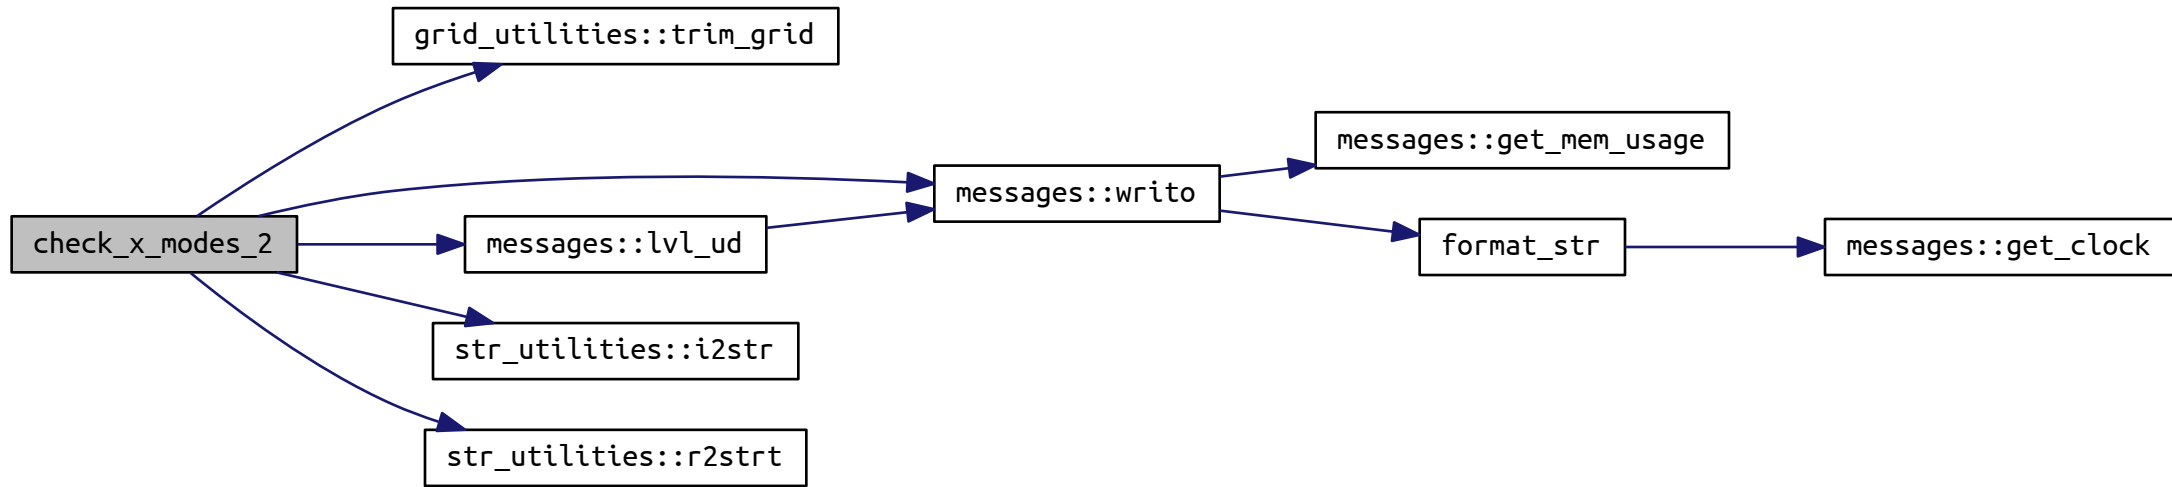 grid_utilities::trim_grid
messages::get_mem_usage
messages::writo
check_x_modes_2
messages::lvl_ud
format_str
messages::get_clock
str_utilities::i2str
str_utilities::r2strt